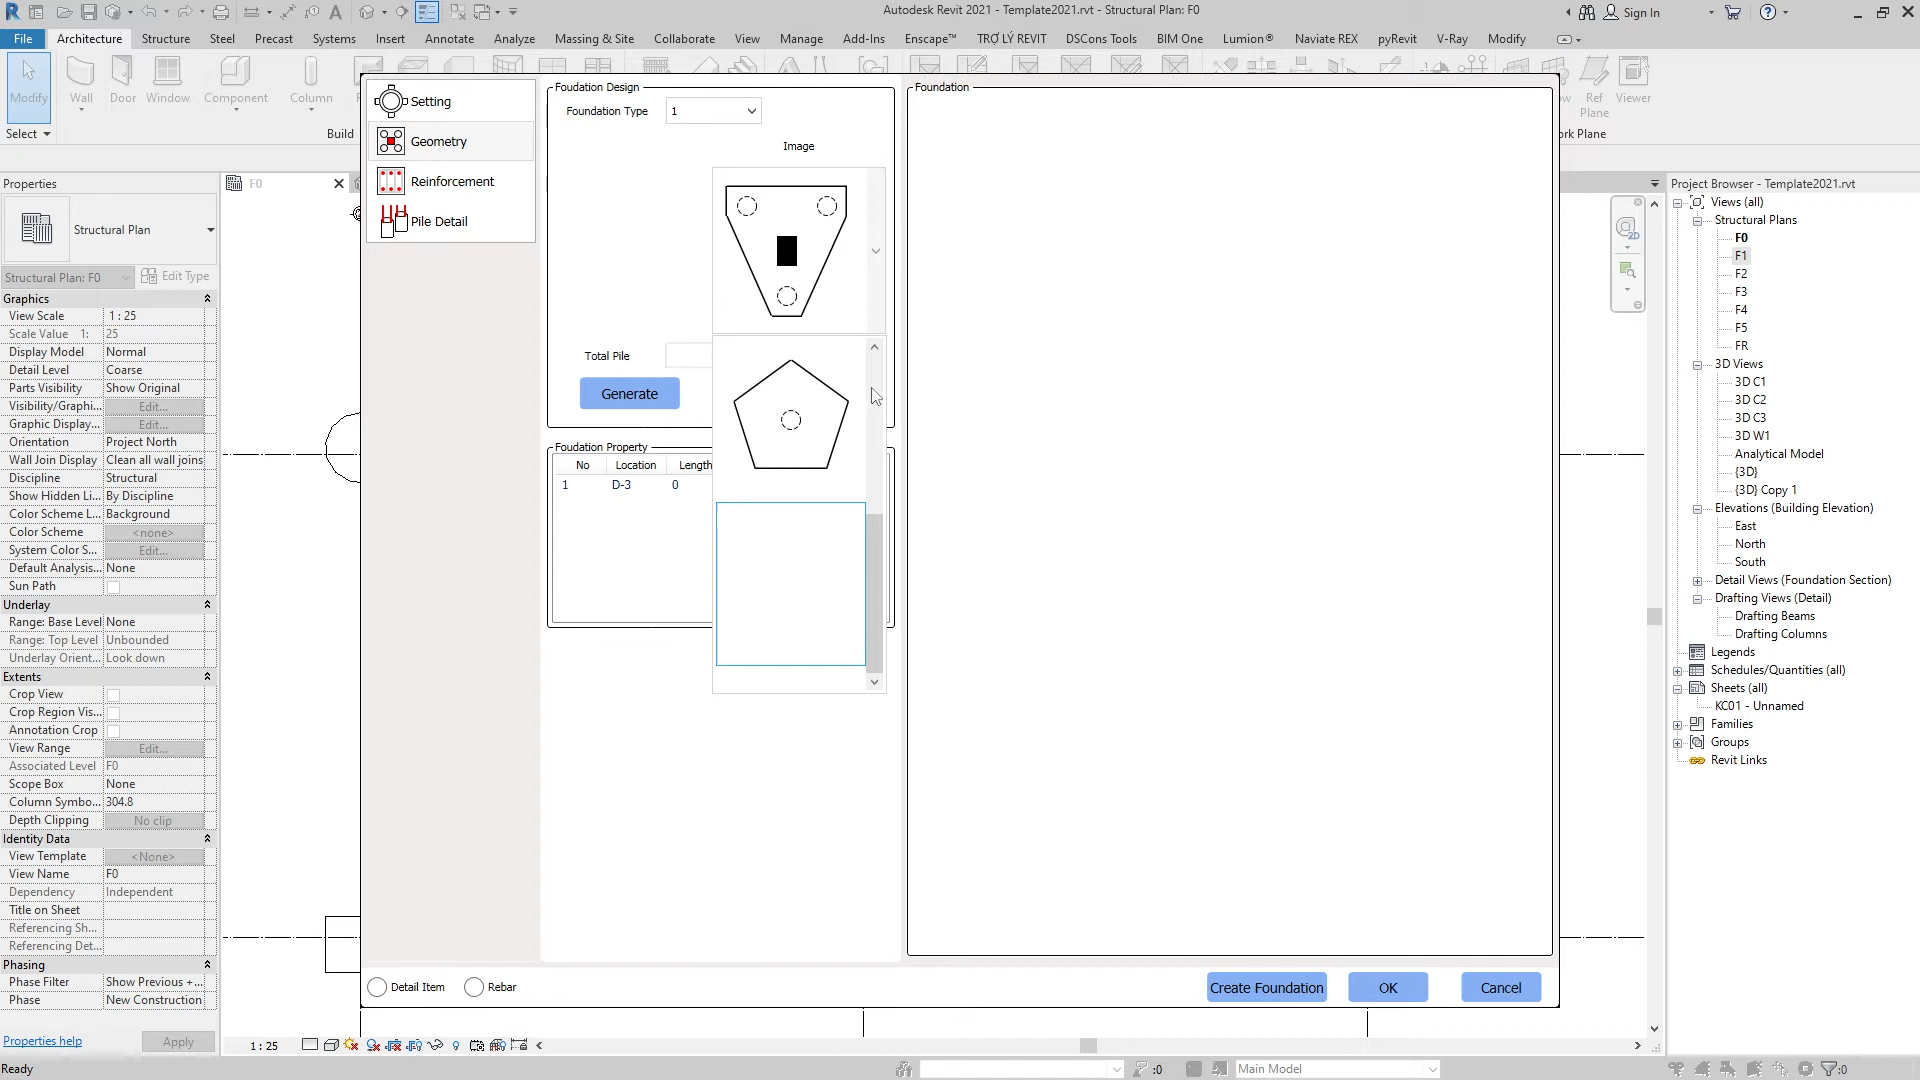 Autodesk Revit 2021 - Template2021.rvt - Structural Plan: F0
Sign In
File Architecture Structure Steel Precast Systems Insert Annotate Analyze Massing & Site Collaborate View Manage Add-Ins Enscape™ TRỢ LÝ REVIT DSCons Tools BIM One Lumion® Naviate REX pyRevit V-Ray Modify
Modify Wall Door Window Component Column
Ref Plane Viewer
Select Build
ork Plane
Properties
F0
Structural Plan
Structural Plan: F0
Edit Type
Graphics
View Scale 1 : 25
Scale Value 1: 25
Display Model Normal
Detail Level Coarse
Parts Visibility Show Original
Visibility/Graphi... Edit...
Graphic Display... Edit...
Orientation Project North
Wall Join Display Clean all wall joins
Discipline Structural
Show Hidden Li... By Discipline
Color Scheme L... Background
Color Scheme <none>
System Color S... Edit...
Default Analysis... None
Sun Path
Underlay
Range: Base Level None
Range: Top Level Unbounded
Underlay Orient... Look down
Extents
Crop View
Crop Region Vis...
Annotation Crop
View Range Edit...
Associated Level F0
Scope Box None
Column Symbo... 304.8
Depth Clipping No clip
Identity Data
View Template <None>
View Name F0
Dependency Independent
Title on Sheet
Referencing Sh...
Referencing Det...
Phasing
Phase Filter Show Previous +...
Phase New Construction
Properties help
Apply
Setting
Geometry
Reinforcement
Pile Detail
Foudation Design
Foundation Type 1
Image
Total Pile
Generate
Foudation Property
No Location Length
1 D-3 0
Foundation
Detail Item
Rebar
Create Foundation
OK
Cancel
2D
Project Browser - Template2021.rvt
Views (all)
Structural Plans
F0
F1
F2
F3
F4
F5
FR
3D Views
3D C1
3D C2
3D C3
3D W1
Analytical Model
{3D}
{3D} Copy 1
Elevations (Building Elevation)
East
North
South
Detail Views (Foundation Section)
Drafting Views (Detail)
Drafting Beams
Drafting Columns
Legends
Schedules/Quantities (all)
Sheets (all)
KC01 - Unnamed
Families
Groups
Revit Links
1 : 25
Ready
:0
Main Model
:0